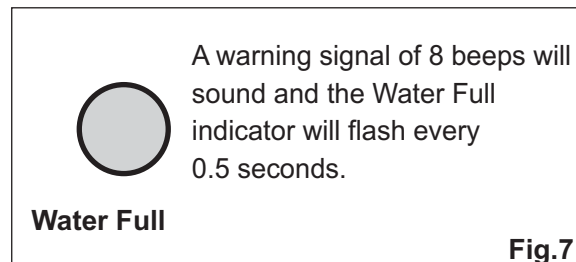 A warning signal of 8 beeps will
sound and the Water Full
indicator will flash every
0.5 seconds.
Water Full
Fig.7